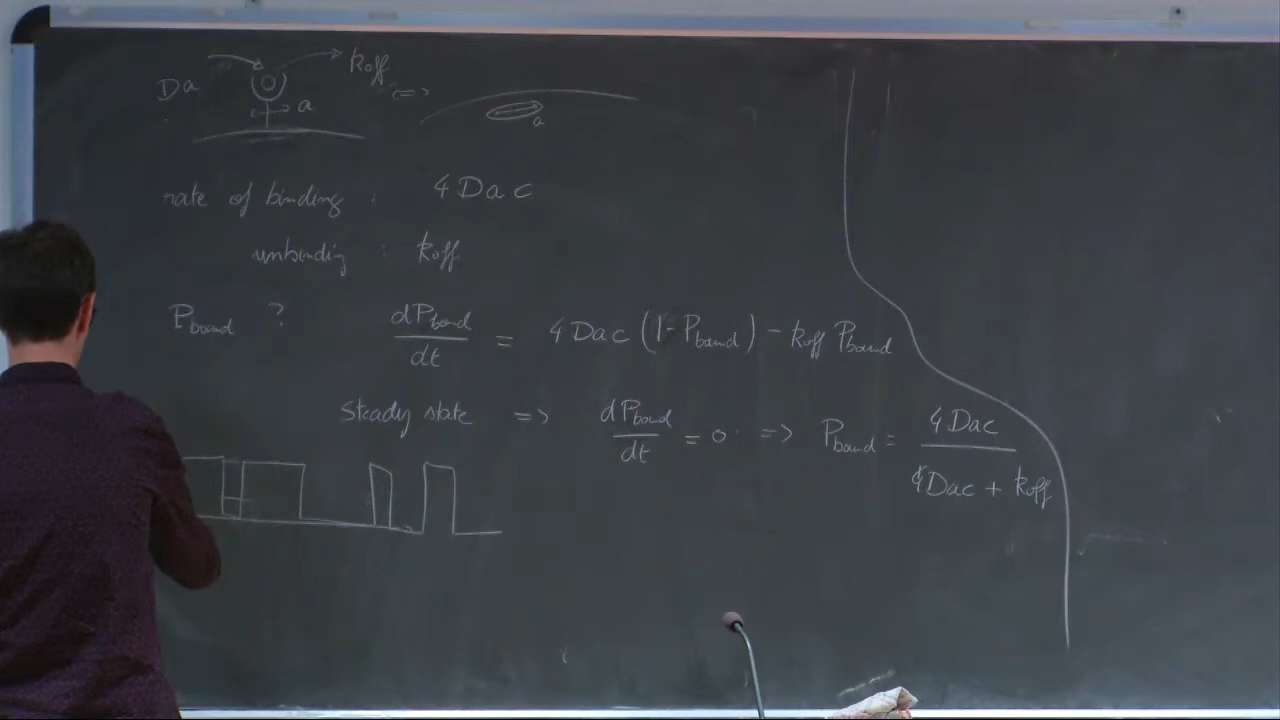 Da koff <=>
a
a
rate of binding : 4Dac
unbinding : koff
Pbound ? dPbound/dt = 4Dac (1-Pbound) - koff Pbound
Steady state => dPbound/dt = 0 => Pbound = 4Dac/4Dac + koff